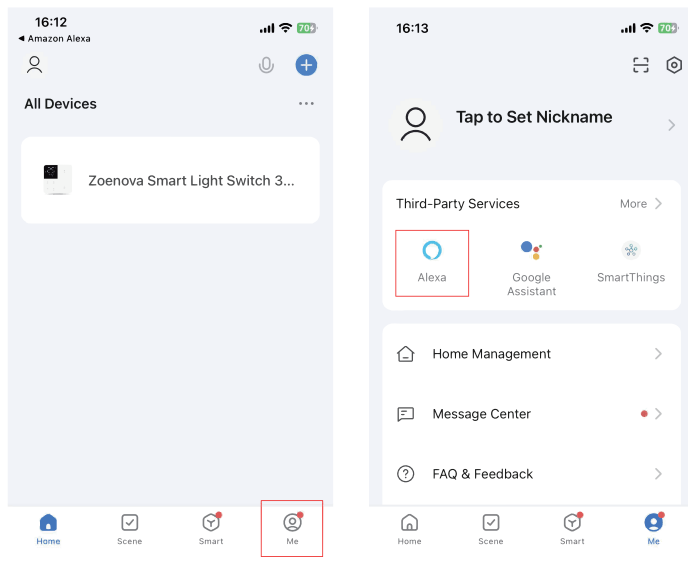 16:12
70
◀ Amazon Alexa
All Devices
Zoenova Smart Light Switch 3...
Home
Scene
Smart
Me
16:13
70
Tap to Set Nickname
Third-Party Services
More
Alexa
Google
Assistant
SmartThings
Home Management
Message Center
FAQ & Feedback
Home
Scene
Smart
Me